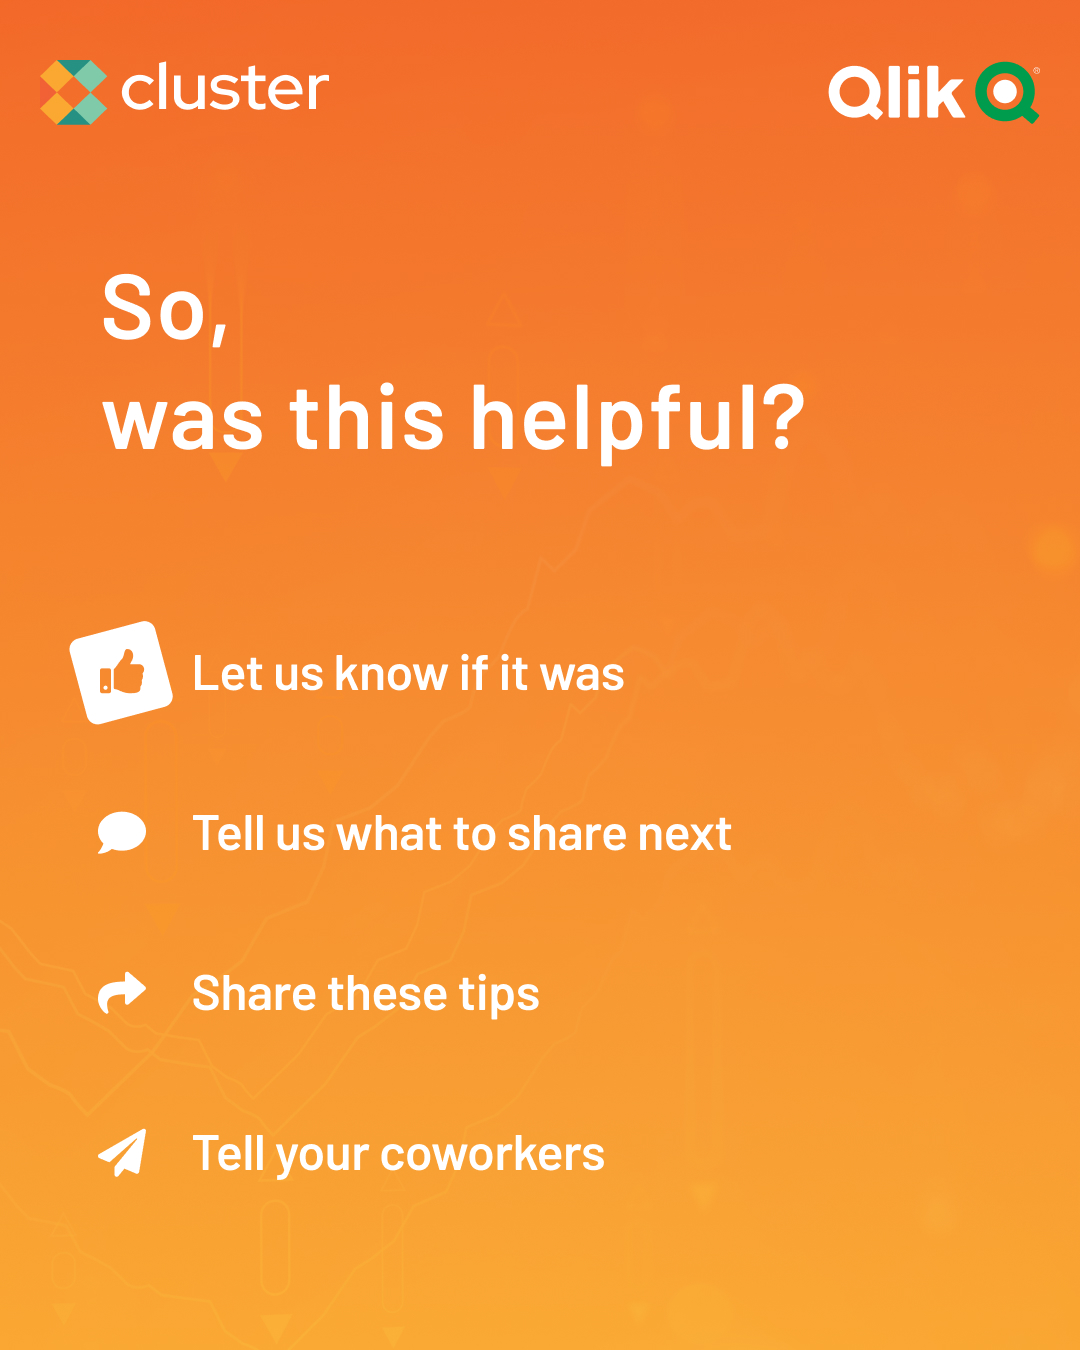 cluster
Qlik
®
So,
was this helpful?
Let us know if it was
Tell us what to share next
Share these tips
Tell your coworkers